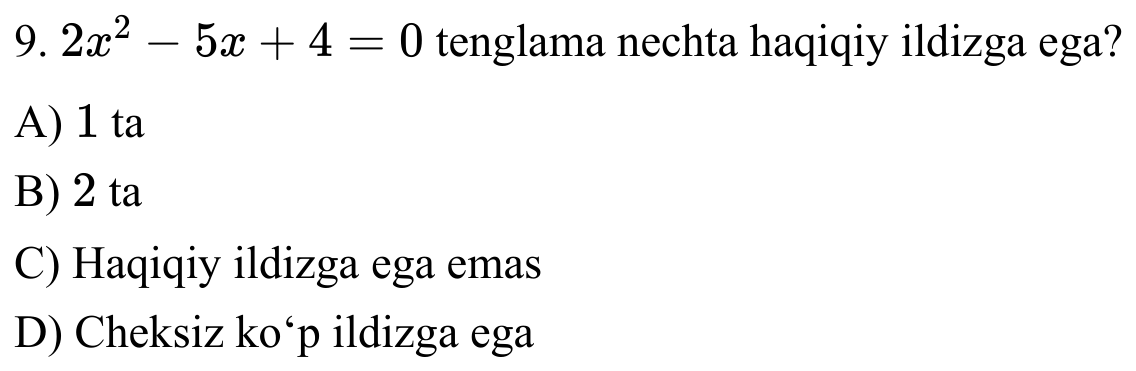 9. 2x² − 5x + 4 = 0 tenglama nechta haqiqiy ildizga ega?
A) 1 ta
B) 2 ta
C) Haqiqiy ildizga ega emas
D) Cheksiz ko‘p ildizga ega